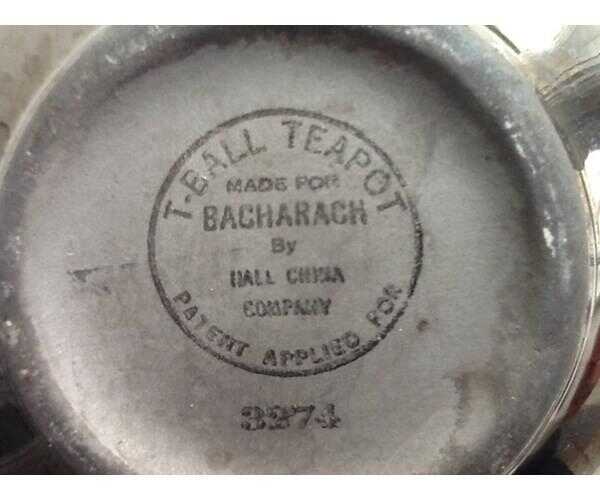 T-BALL TEAPOT
MADE FOR
BACHARACH
By
HALL CHINA
COMPANY
PATENT APPLIED FOR
3274